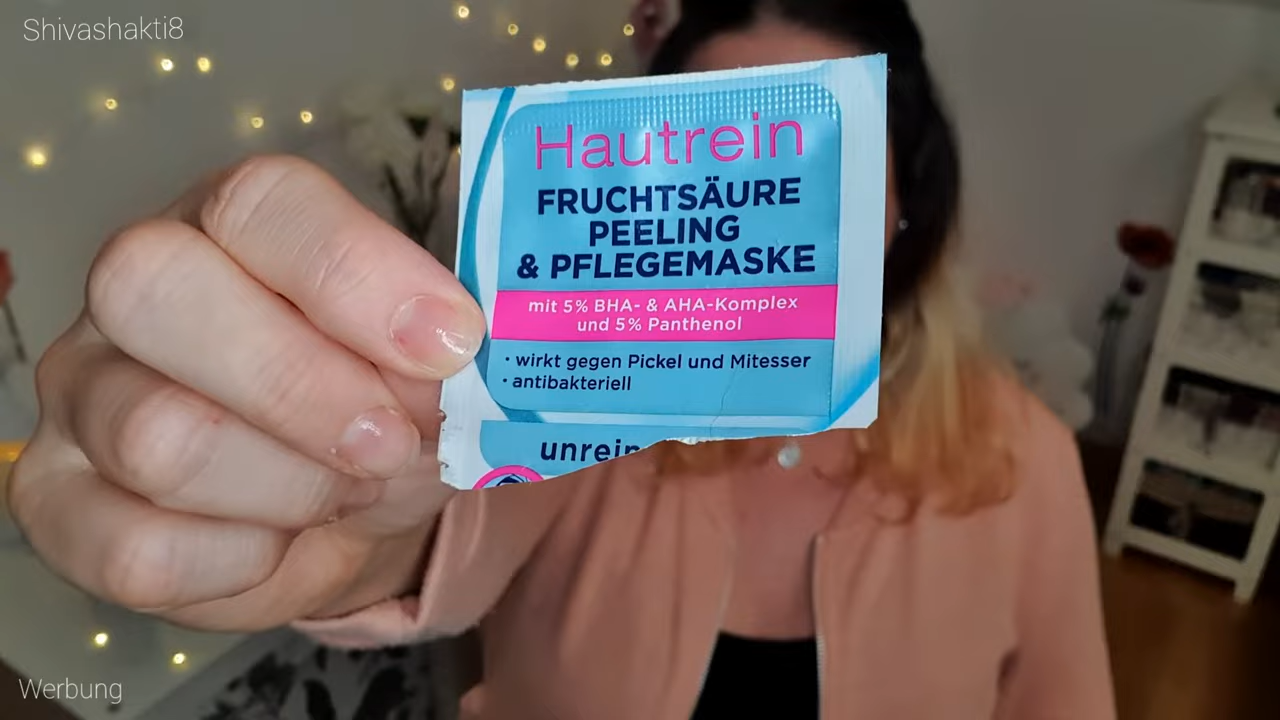 Shivashakti8
Hautrein
FRUCHTSÄURE
PEELING
& PFLEGEMASKE
mit 5% BHA- & AHA-Komplex
und 5% Panthenol
· wirkt gegen Pickel und Mitesser
· antibakteriell
unrein
Werbung